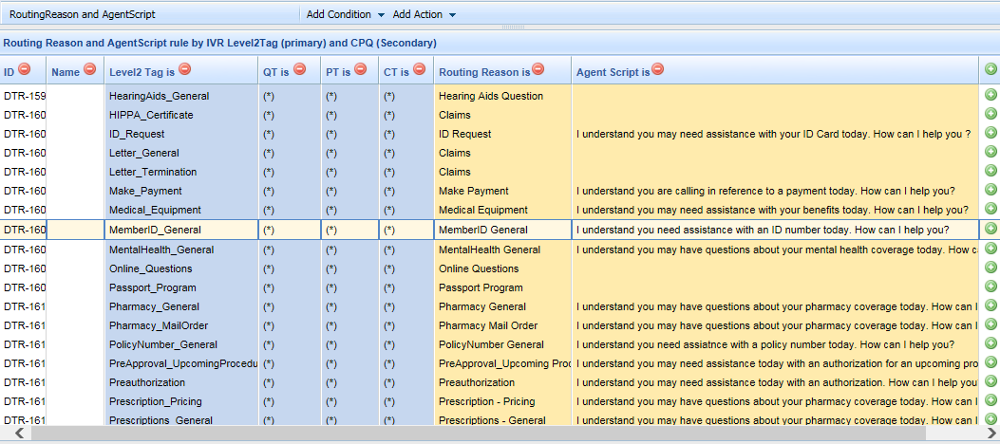 RoutingReason and AgentScript Add Condition Add Action
Routing Reason and AgentScript rule by IVR Level2Tag (primary) and CPQ (Secondary)
ID Name Level2 Tag is QT is PT is CT is Routing Reason is Agent Script is
DTR-159 HearingAids_General (*) (*) (*) Hearing Aids Question
DTR-160 HIPPA_Certificate (*) (*) (*) Claims
DTR-160 ID_Request (*) (*) (*) ID Request I understand you may need assistance with your ID Card today. How can I help you ?
DTR-160 Letter_General (*) (*) (*) Claims
DTR-160 Letter_Termination (*) (*) (*) Claims
DTR-160 Make_Payment (*) (*) (*) Make Payment I understand you are calling in reference to a payment today. How can I help you?
DTR-160 Medical_Equipment (*) (*) (*) Medical Equipment I understand you may need assistance with your benefits today. How can I help you?
DTR-160 MemberID_General (*) (*) (*) MemberID General I understand you need assistance with an ID number today. How can I help you?
DTR-160 MentalHealth_General (*) (*) (*) MentalHealth General I understand you may have questions about your mental health coverage today. How c
DTR-160 Online_Questions (*) (*) (*) Online Questions
DTR-160 Passport_Program (*) (*) (*) Passport Program
DTR-161 Pharmacy_General (*) (*) (*) Pharmacy General I understand you may have questions about your pharmacy coverage today. How can I
DTR-161 Pharmacy_MailOrder (*) (*) (*) Pharmacy Mail Order I understand you may have questions about your pharmacy coverage today. How can I
DTR-161 PolicyNumber_General (*) (*) (*) PolicyNumber General I understand you need assiatnce with a policy number today. How can I help you?
DTR-161 PreApproval_UpcomingProcedu (*) (*) (*) PreApproval_Upcoming Proc I understand you may need assistance today with an authorization for an upcoming pro
DTR-161 Preauthorization (*) (*) (*) Preauthorization I understand you may need assistance today with an authorization. How can I help you
DTR-161 Prescription_Pricing (*) (*) (*) Prescription - Pricing I understand you may have questions about your pharmacy coverage today. How can I
DTR-161 Prescriptions_General (*) (*) (*) Prescriptions - General I understand you may have questions about your pharmacy coverage today. How can I